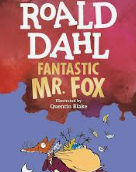 ROALD
DAHL
FANTASTIC
MR. FOX
Illustrated by
Quentin Blake